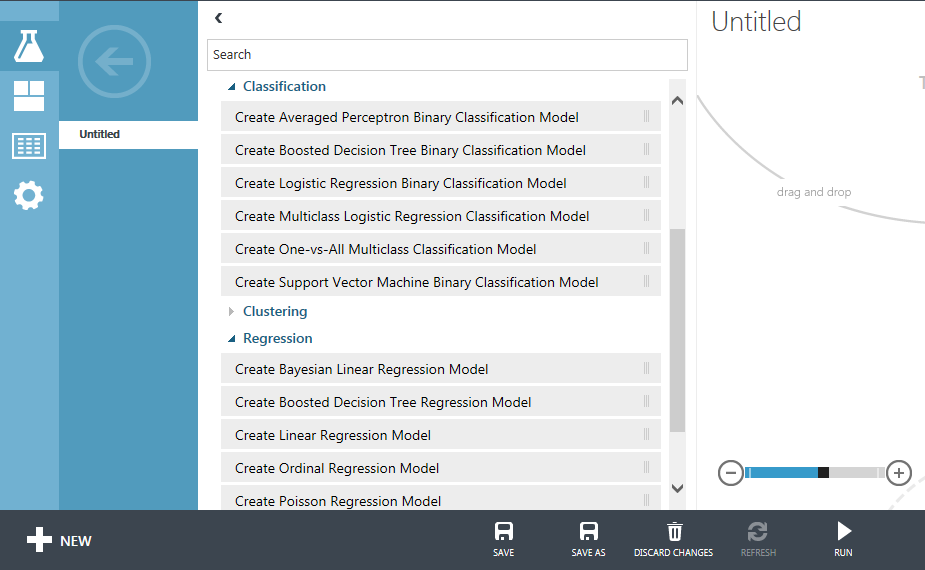 Untitled
Search
Classification
Create Averaged Perceptron Binary Classification Model
Create Boosted Decision Tree Binary Classification Model
Create Logistic Regression Binary Classification Model
Create Multiclass Logistic Regression Classification Model
Create One-vs-All Multiclass Classification Model
Create Support Vector Machine Binary Classification Model
Clustering
Regression
Create Bayesian Linear Regression Model
Create Boosted Decision Tree Regression Model
Create Linear Regression Model
Create Ordinal Regression Model
Create Poisson Regression Model
Untitled
drag and drop
NEW
SAVE
SAVE AS
DISCARD CHANGES
REFRESH
RUN